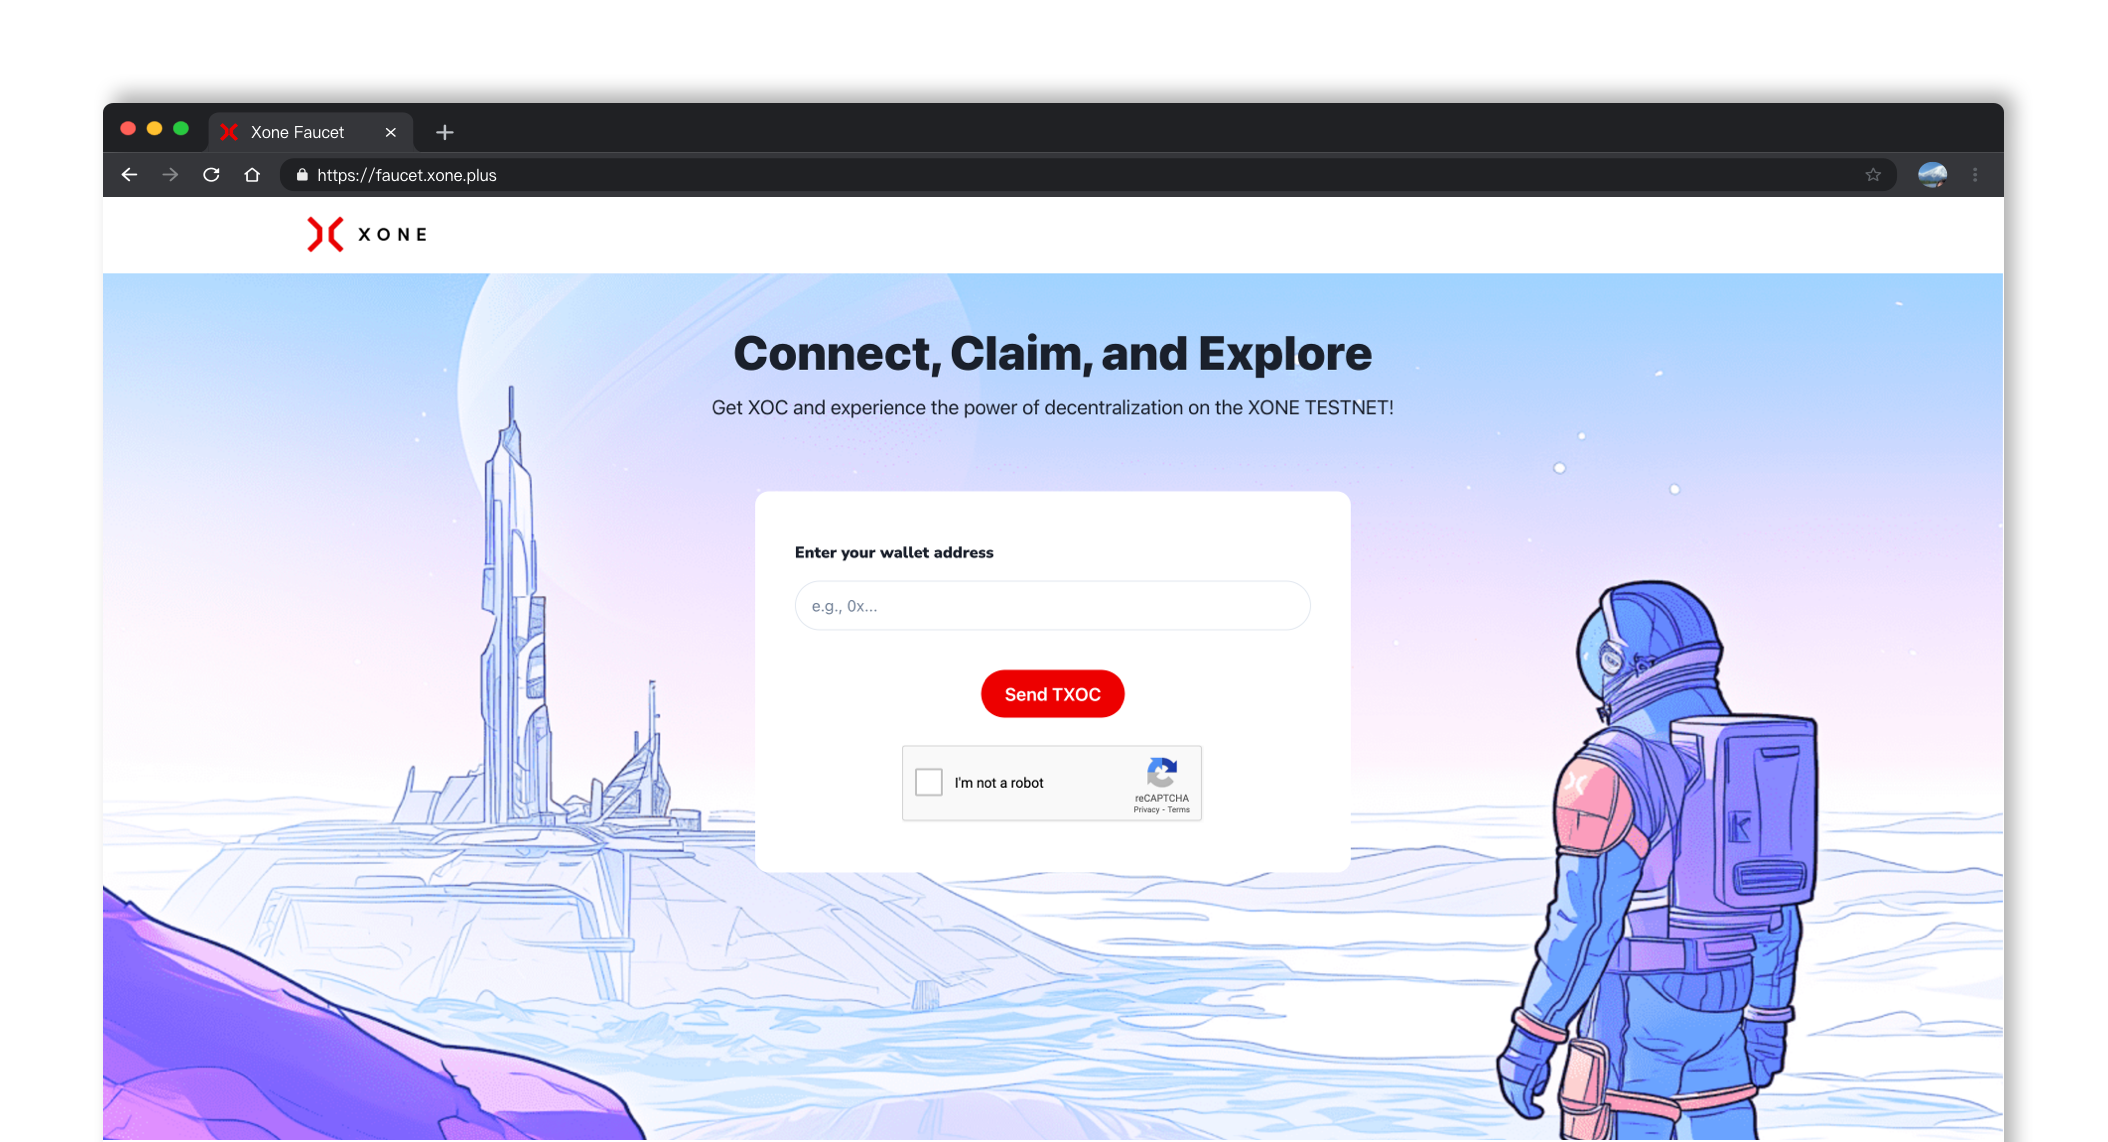 Xone Faucet
https://faucet.xone.plus
XONE
Connect, Claim, and Explore
Get XOC and experience the power of decentralization on the XONE TESTNET!
Enter your wallet address
e.g., 0x...
Send TXOC
I'm not a robot
reCAPTCHA
Privacy - Terms
K